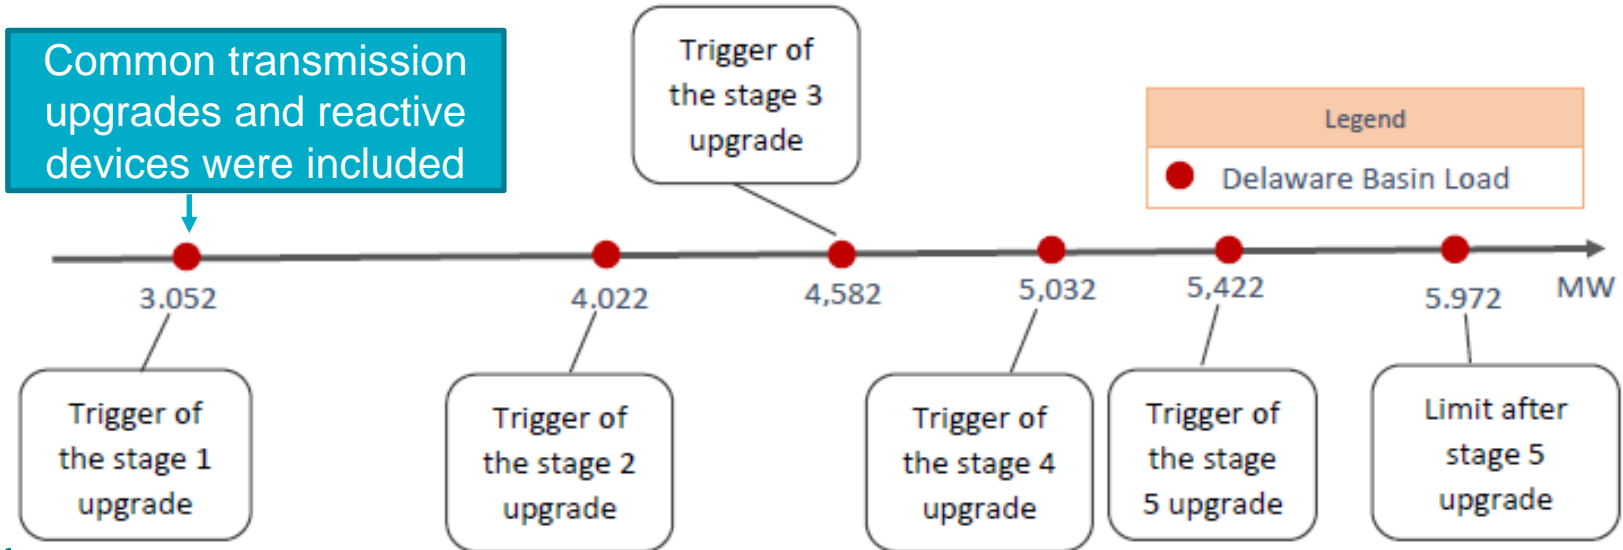 Common transmission
upgrades and reactive
devices were included
Trigger of
the stage 3
upgrade
Legend
Delaware Basin Load
3.052
4.022
4,582
5,032
5,422
5.972
MW
Trigger of
the stage 1
upgrade
Trigger of
the stage 2
upgrade
Trigger of
the stage 4
upgrade
Trigger of
the stage
5 upgrade
Limit after
stage 5
upgrade